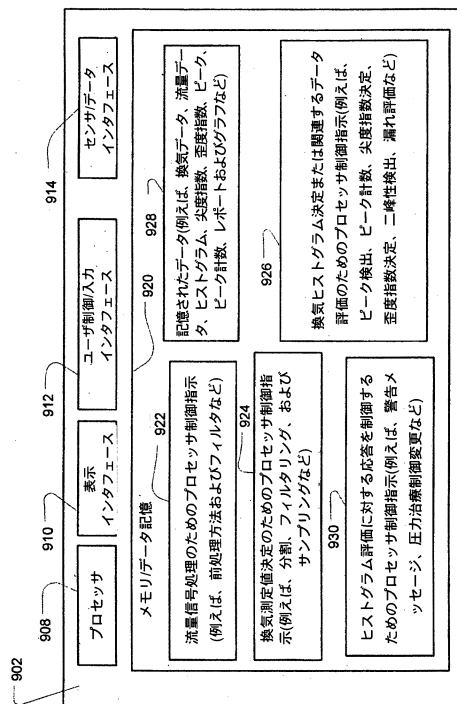 902
908
プロセッサ
910
表示
インタフェース
912
ユーザ制御/入力
インタフェース
914
センサ/データ
インタフェース
920
メモリ/データ記憶
922
流量信号処理のためのプロセッサ制御指示
(例えば、前処理方法およびフィルタなど)
924
換気測定値決定のためのプロセッサ制御指
示(例えば、分割、フィルタリング、および
サンプリングなど)
930
ヒストグラム評価に対する応答を制御する
ためのプロセッサ制御指示(例えば、警告メ
ッセージ、圧力治療制御変更など)
928
記憶されたデータ(例えば、換気データ、流量デー
タ、ヒストグラム、尖度指数、歪度指数、ピーク、
ピーク計数、レポートおよびグラフなど)
926
換気ヒストグラム決定または関連するデータ
評価のためのプロセッサ制御指示(例えば、
ピーク検出、ピーク計数、尖度指数決定、
歪度指数決定、二峰性検出、漏れ評価など)